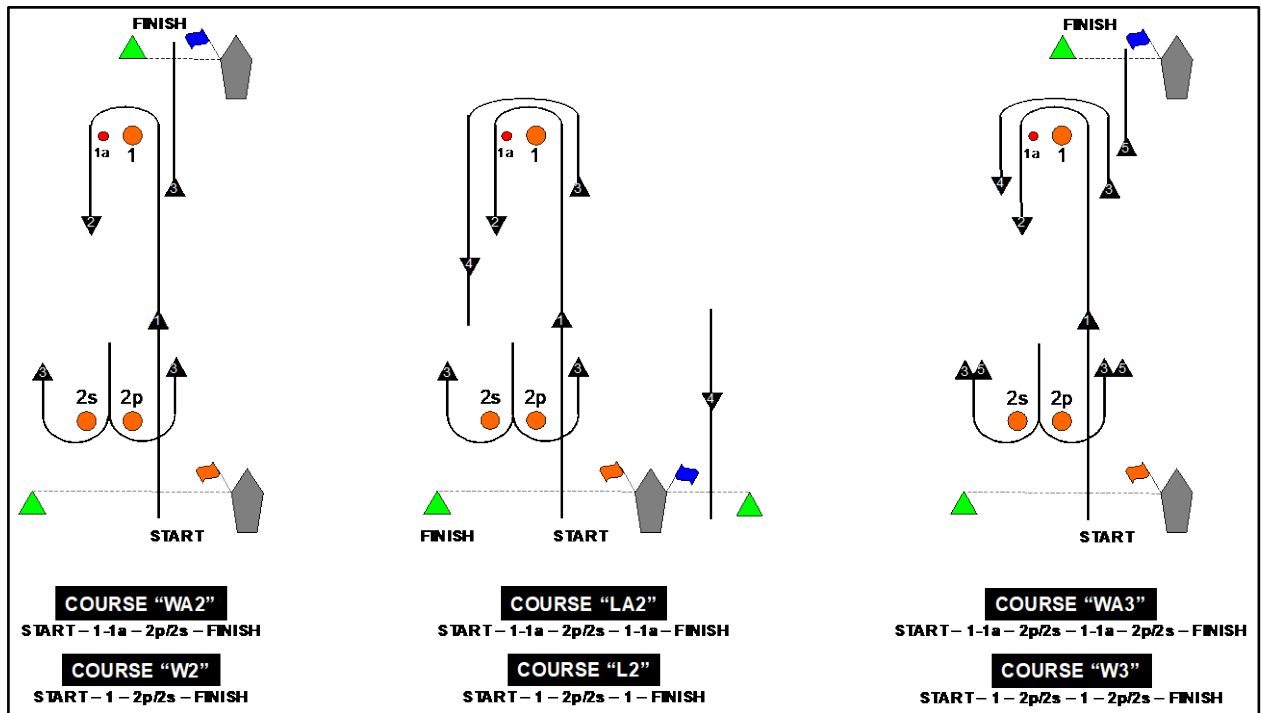 FINISH
1a
1
3
2
1
3
3
2s
2p
START
COURSE “WA2”
START – 1-1a – 2p/2s – FINISH
COURSE “W2”
START – 1 – 2p/2s – FINISH
1a
1
3
2
4
1
3
3
2s
2p
4
FINISH
START
COURSE “LA2”
START – 1-1a – 2p/2s – 1-1a – FINISH
COURSE “L2”
START – 1 – 2p/2s – 1 – FINISH
FINISH
1a
1
5
4
3
2
1
3 5
3 5
2s
2p
START
COURSE “WA3”
START – 1-1a – 2p/2s – 1-1a – 2p/2s – FINISH
COURSE “W3”
START – 1 – 2p/2s – 1 – 2p/2s – FINISH